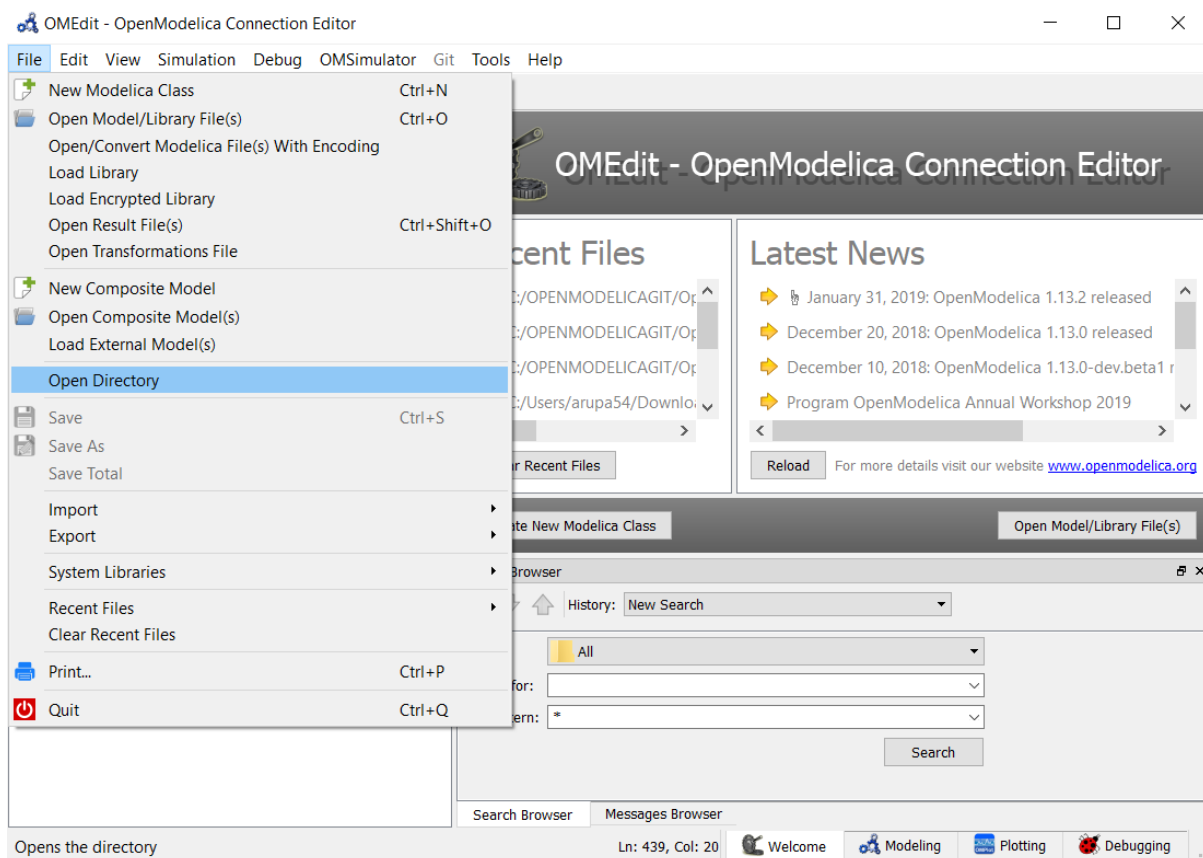 OMEdit - OpenModelica Connection Editor
File Edit View Simulation Debug OMSimulator Git Tools Help
New Modelica Class Ctrl+N
Open Model/Library File(s) Ctrl+O
Open/Convert Modelica File(s) With Encoding
Load Library
Load Encrypted Library
Open Result File(s) Ctrl+Shift+O
Open Transformations File
New Composite Model
Open Composite Model(s)
Load External Model(s)
Open Directory
Save Ctrl+S
Save As
Save Total
Import
Export
System Libraries
Recent Files
Clear Recent Files
Print... Ctrl+P
Quit Ctrl+Q
OMEdit - OpenModelica Connection Editor
cent Files
:/OPENMODELICAGIT/Op
:/OPENMODELICAGIT/Op
:/OPENMODELICAGIT/Op
:/Users/arupa54/Downloa
r Recent Files
Latest News
January 31, 2019: OpenModelica 1.13.2 released
December 20, 2018: OpenModelica 1.13.0 released
December 10, 2018: OpenModelica 1.13.0-dev.beta1 r
Program OpenModelica Annual Workshop 2019
Reload For more details visit our website www.openmodelica.org
ate New Modelica Class Open Model/Library File(s)
Browser
History: New Search
All
for:
ern: *
Search
Search Browser Messages Browser
Opens the directory Ln: 439, Col: 20 Welcome Modeling Plotting Debugging